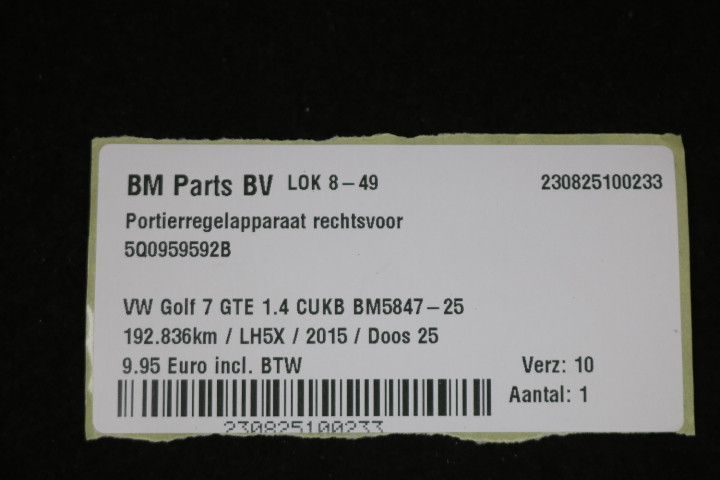 BM Parts BV LOK 8-49 230825100233
Portierregelapparaat rechtsvoor
5Q0959592B
VW Golf 7 GTE 1.4 CUKB BM5847-25
192.836km / LH5X / 2015 / Doos 25
9.95 Euro incl. BTW Verz: 10
Aantal: 1
230825100233